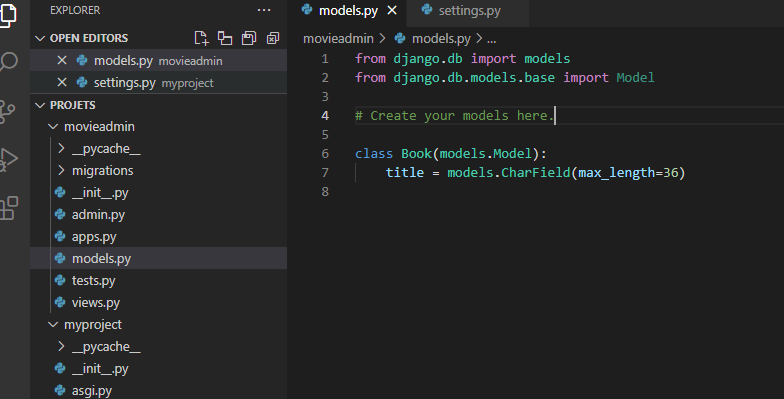 EXPLORER
OPEN EDITORS
models.py movieadmin
settings.py myproject
PROJETS
movieadmin
__pycache__
migrations
__init__.py
admin.py
apps.py
models.py
tests.py
views.py
myproject
__pycache__
__init__.py
asgi.py
models.py
settings.py
movieadmin > models.py > ...
1 from django.db import models
2 from django.db.models.base import Model
3
4 # Create your models here.
5
6 class Book(models.Model):
7     title = models.CharField(max_length=36)
8